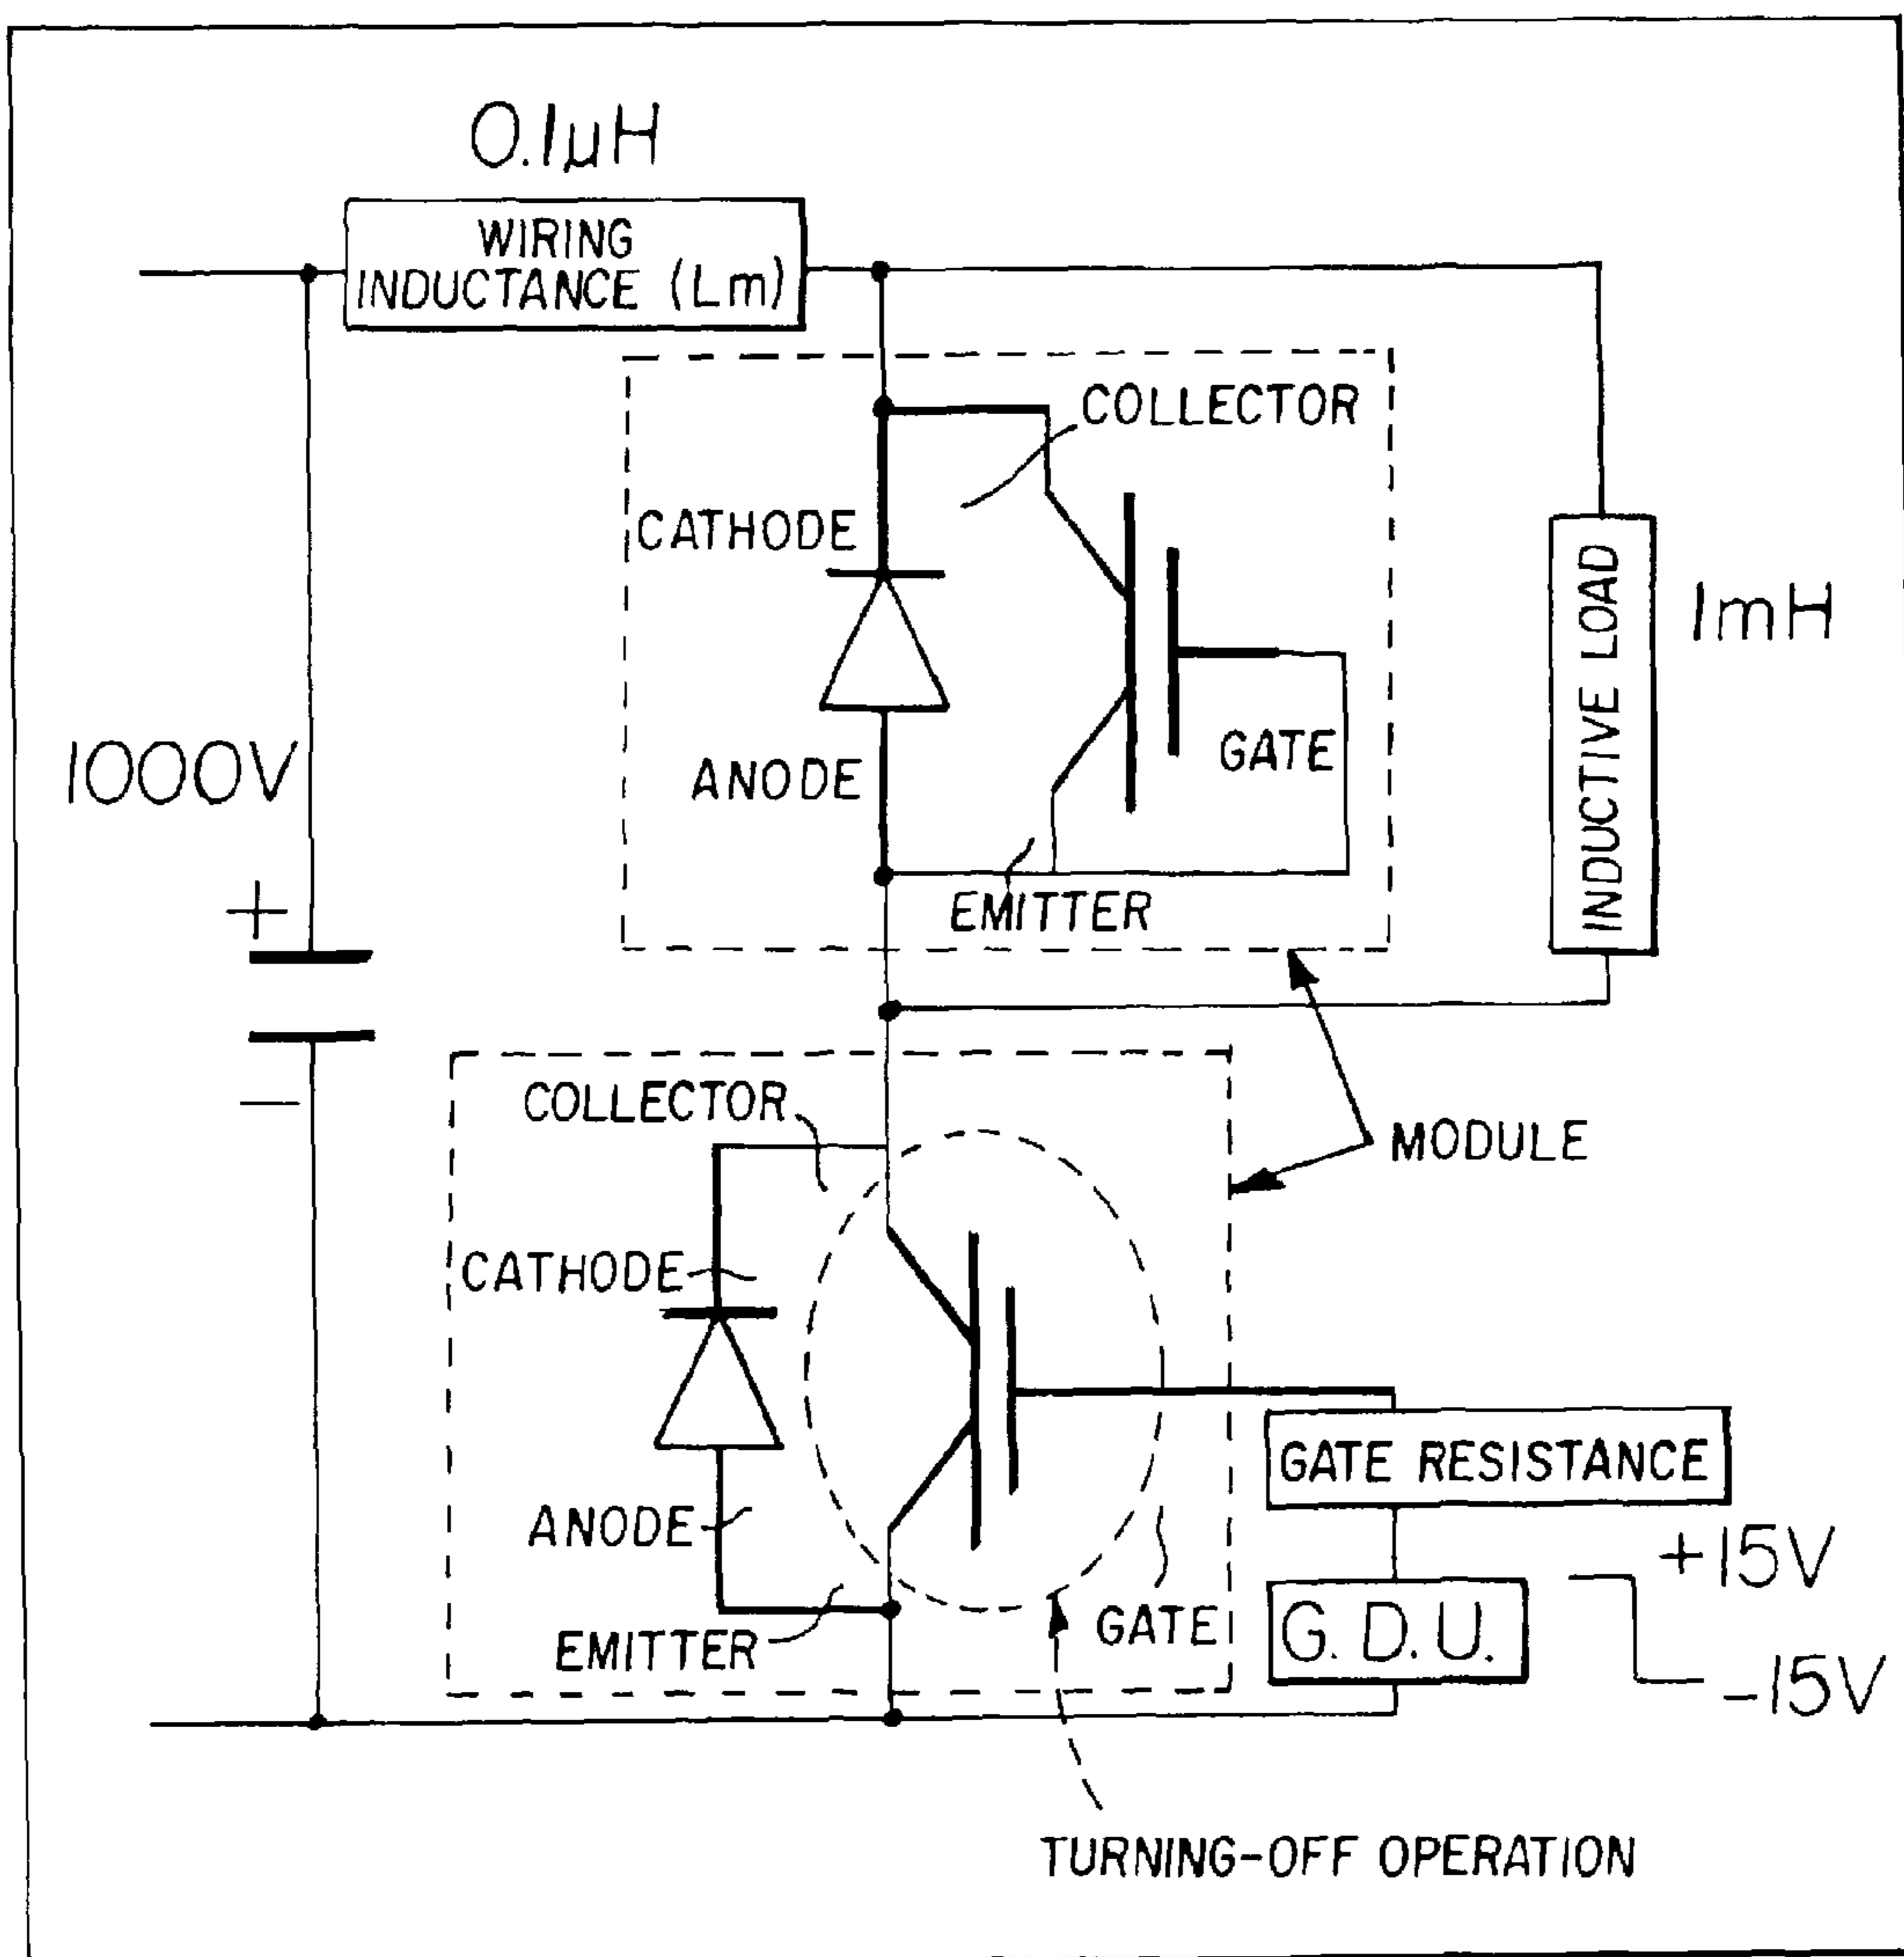 0.1μH
WIRING
INDUCTANCE (Lm)
COLLECTOR
CATHODE
INDUCTIVE LOAD
1mH
1000V
ANODE
GATE
+
EMITTER
−
COLLECTOR
MODULE
CATHODE
GATE RESISTANCE
ANODE
+15V
G.D.U.
GATE
EMITTER
-15V
TURNING-OFF OPERATION